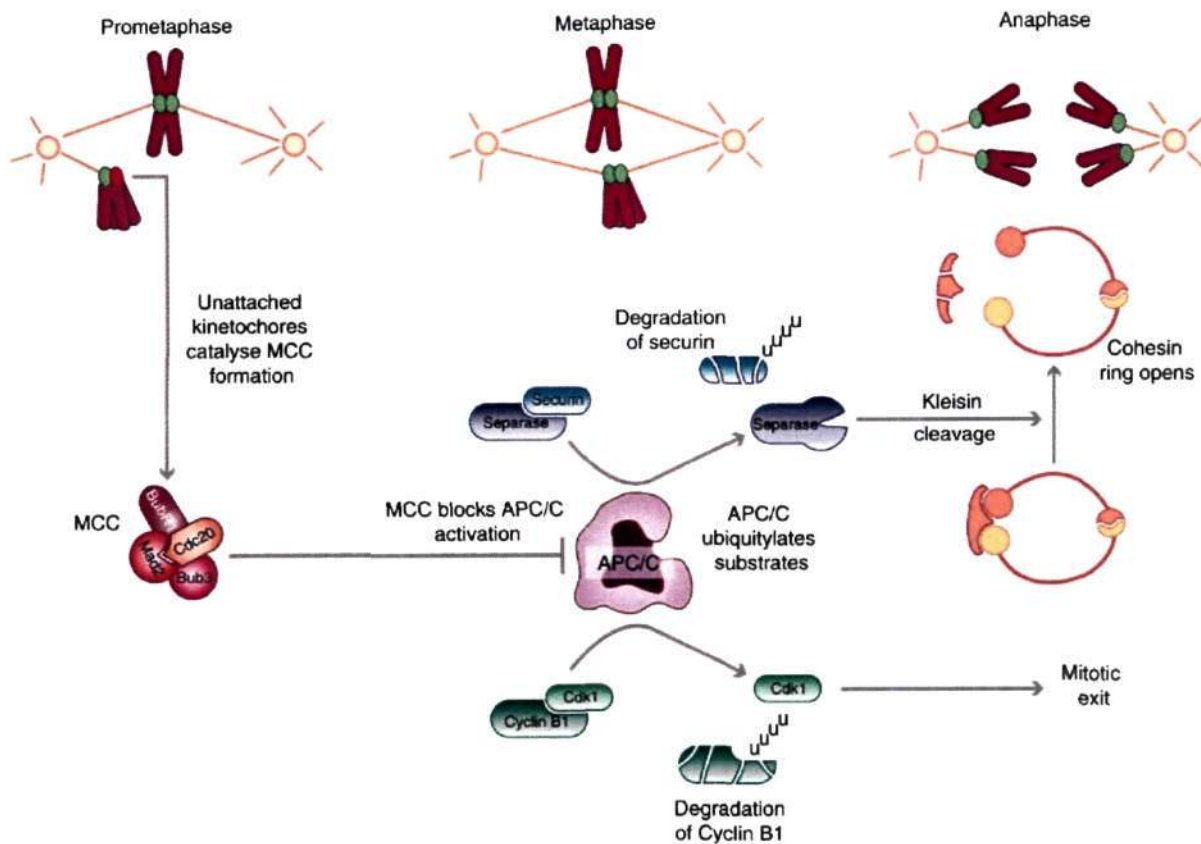 Prometaphase
Metaphase
Anaphase
Unattached
kinetochores
catalyse MCC
formation
Degradation
of securin
u u u u
Securin
Separase
Separase
Kleisin
cleavage
Cohesin
ring opens
MCC
BubR1
Cdc20
Mad2
Bub3
MCC blocks APC/C
activation
APC/C
APC/C
ubiquitylates
substrates
Cdk1
Cyclin B1
Cdk1
u u u u
Mitotic
exit
Degradation
of Cyclin B1